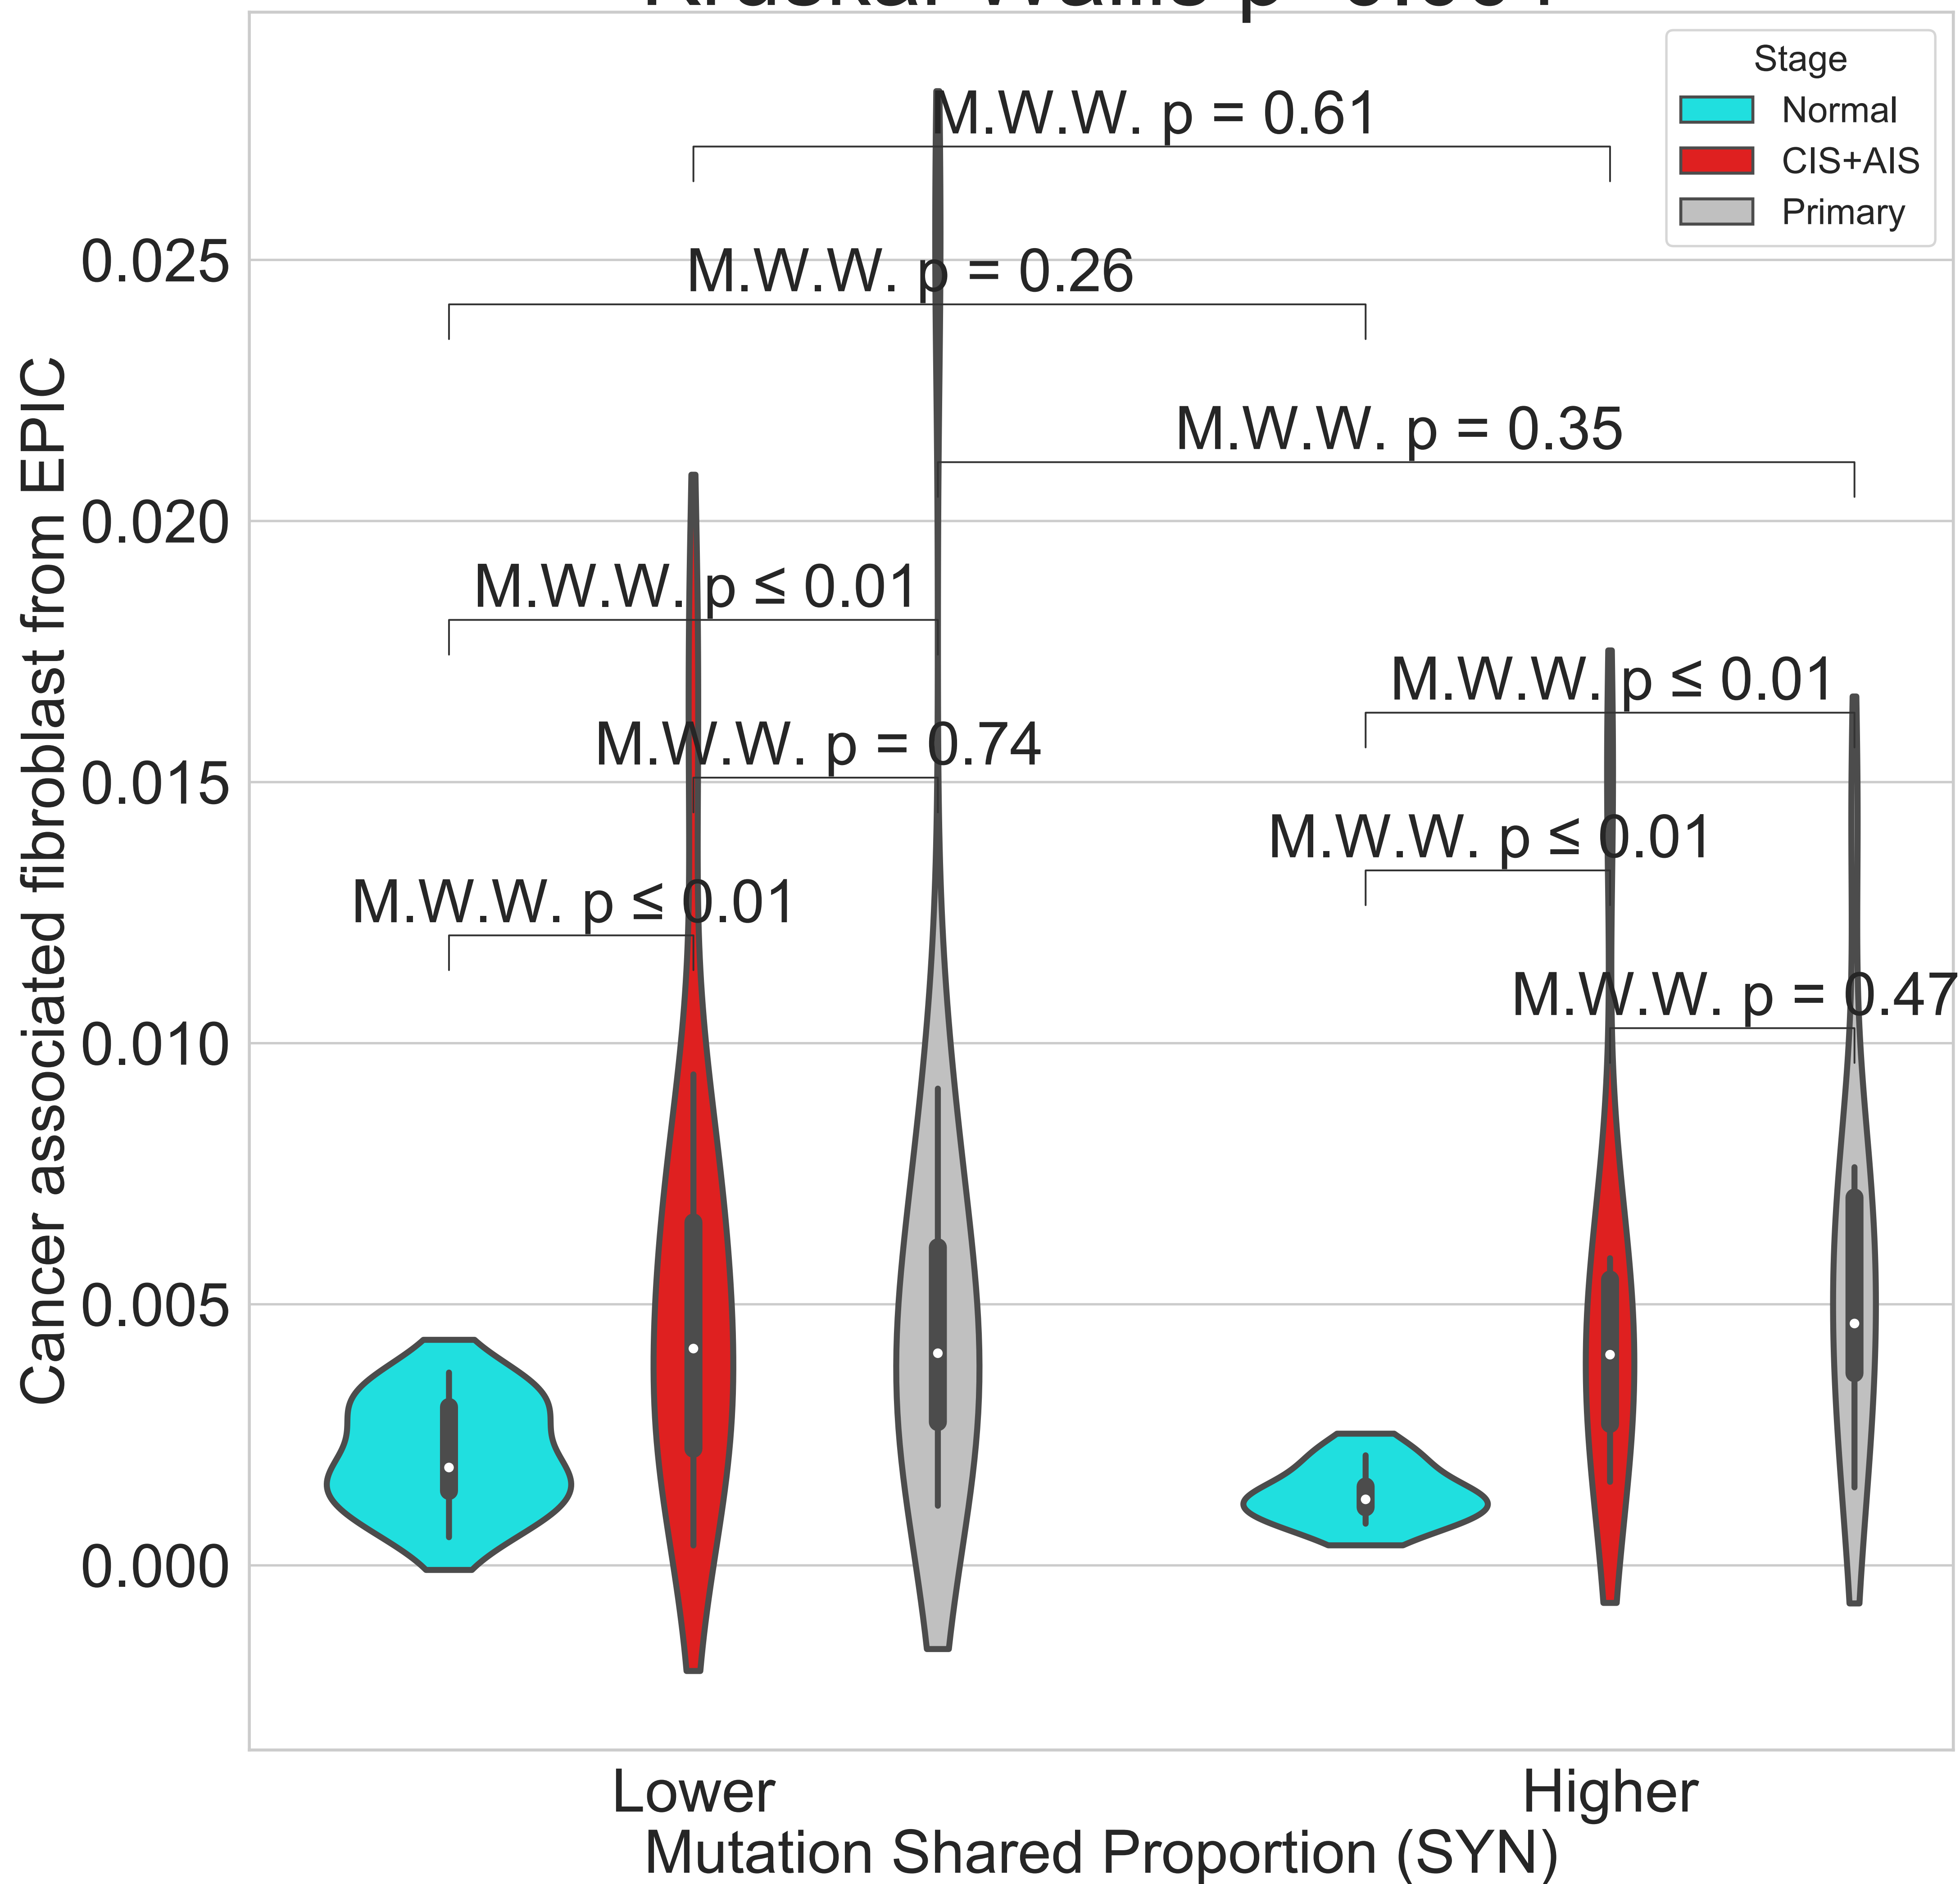 Stage
Normal
CIS+AIS
Primary
M.W.W. p = 0.61
M.W.W. p = 0.26
M.W.W. p = 0.35
M.W.W. p ≤ 0.01
M.W.W. p ≤ 0.01
M.W.W. p = 0.74
M.W.W. p ≤ 0.01
M.W.W. p ≤ 0.01
M.W.W. p = 0.47
Cancer associated fibroblast from EPIC
0.025
0.020
0.015
0.010
0.005
0.000
Lower
Higher
Mutation Shared Proportion (SYN)